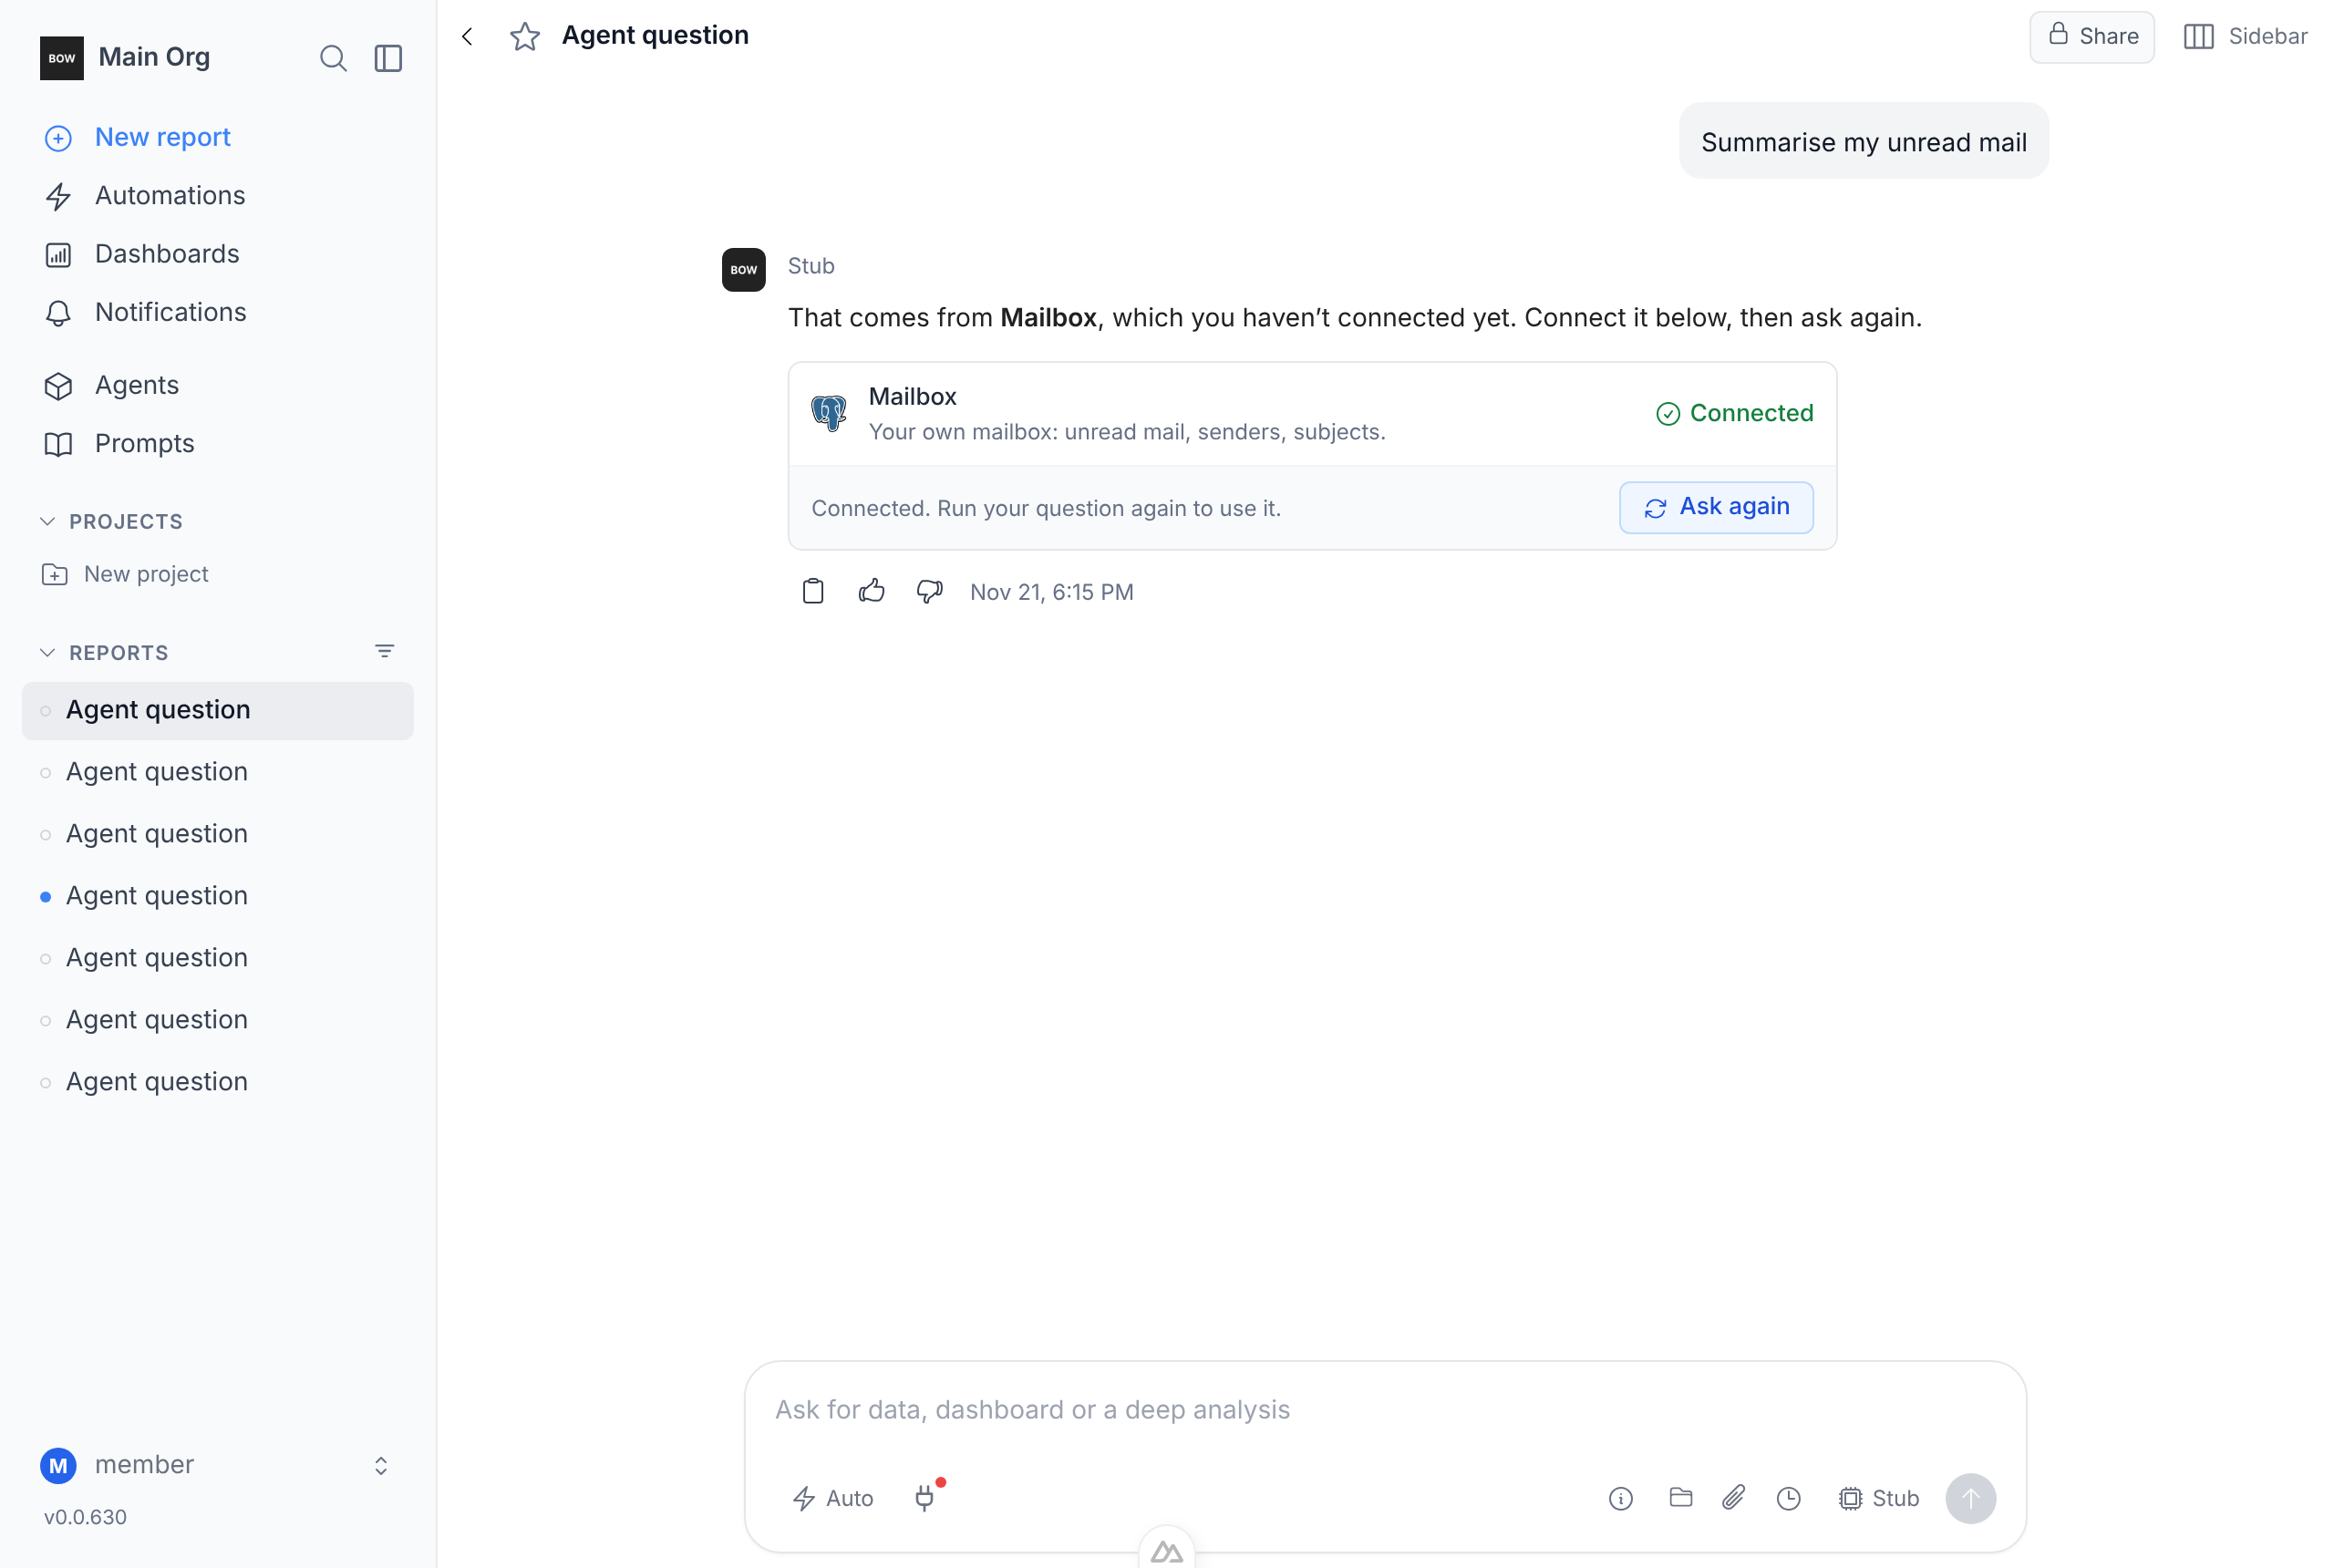 BOW Main Org
New report
Automations
Dashboards
Notifications
Agents
Prompts
PROJECTS
New project
REPORTS
Agent question
Agent question
Agent question
Agent question
Agent question
Agent question
Agent question
M member
v0.0.630
Agent question
Share
Sidebar
Summarise my unread mail
BOW Stub
That comes from Mailbox, which you haven’t connected yet. Connect it below, then ask again.
Mailbox
Your own mailbox: unread mail, senders, subjects.
Connected
Connected. Run your question again to use it.
Ask again
Nov 21, 6:15 PM
Ask for data, dashboard or a deep analysis
Auto
Stub